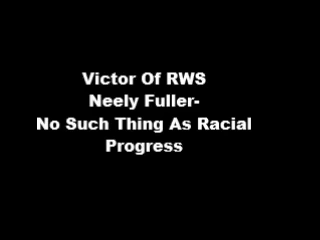 Victor Of RWS
Neely Fuller-
No Such Thing As Racial
Progress